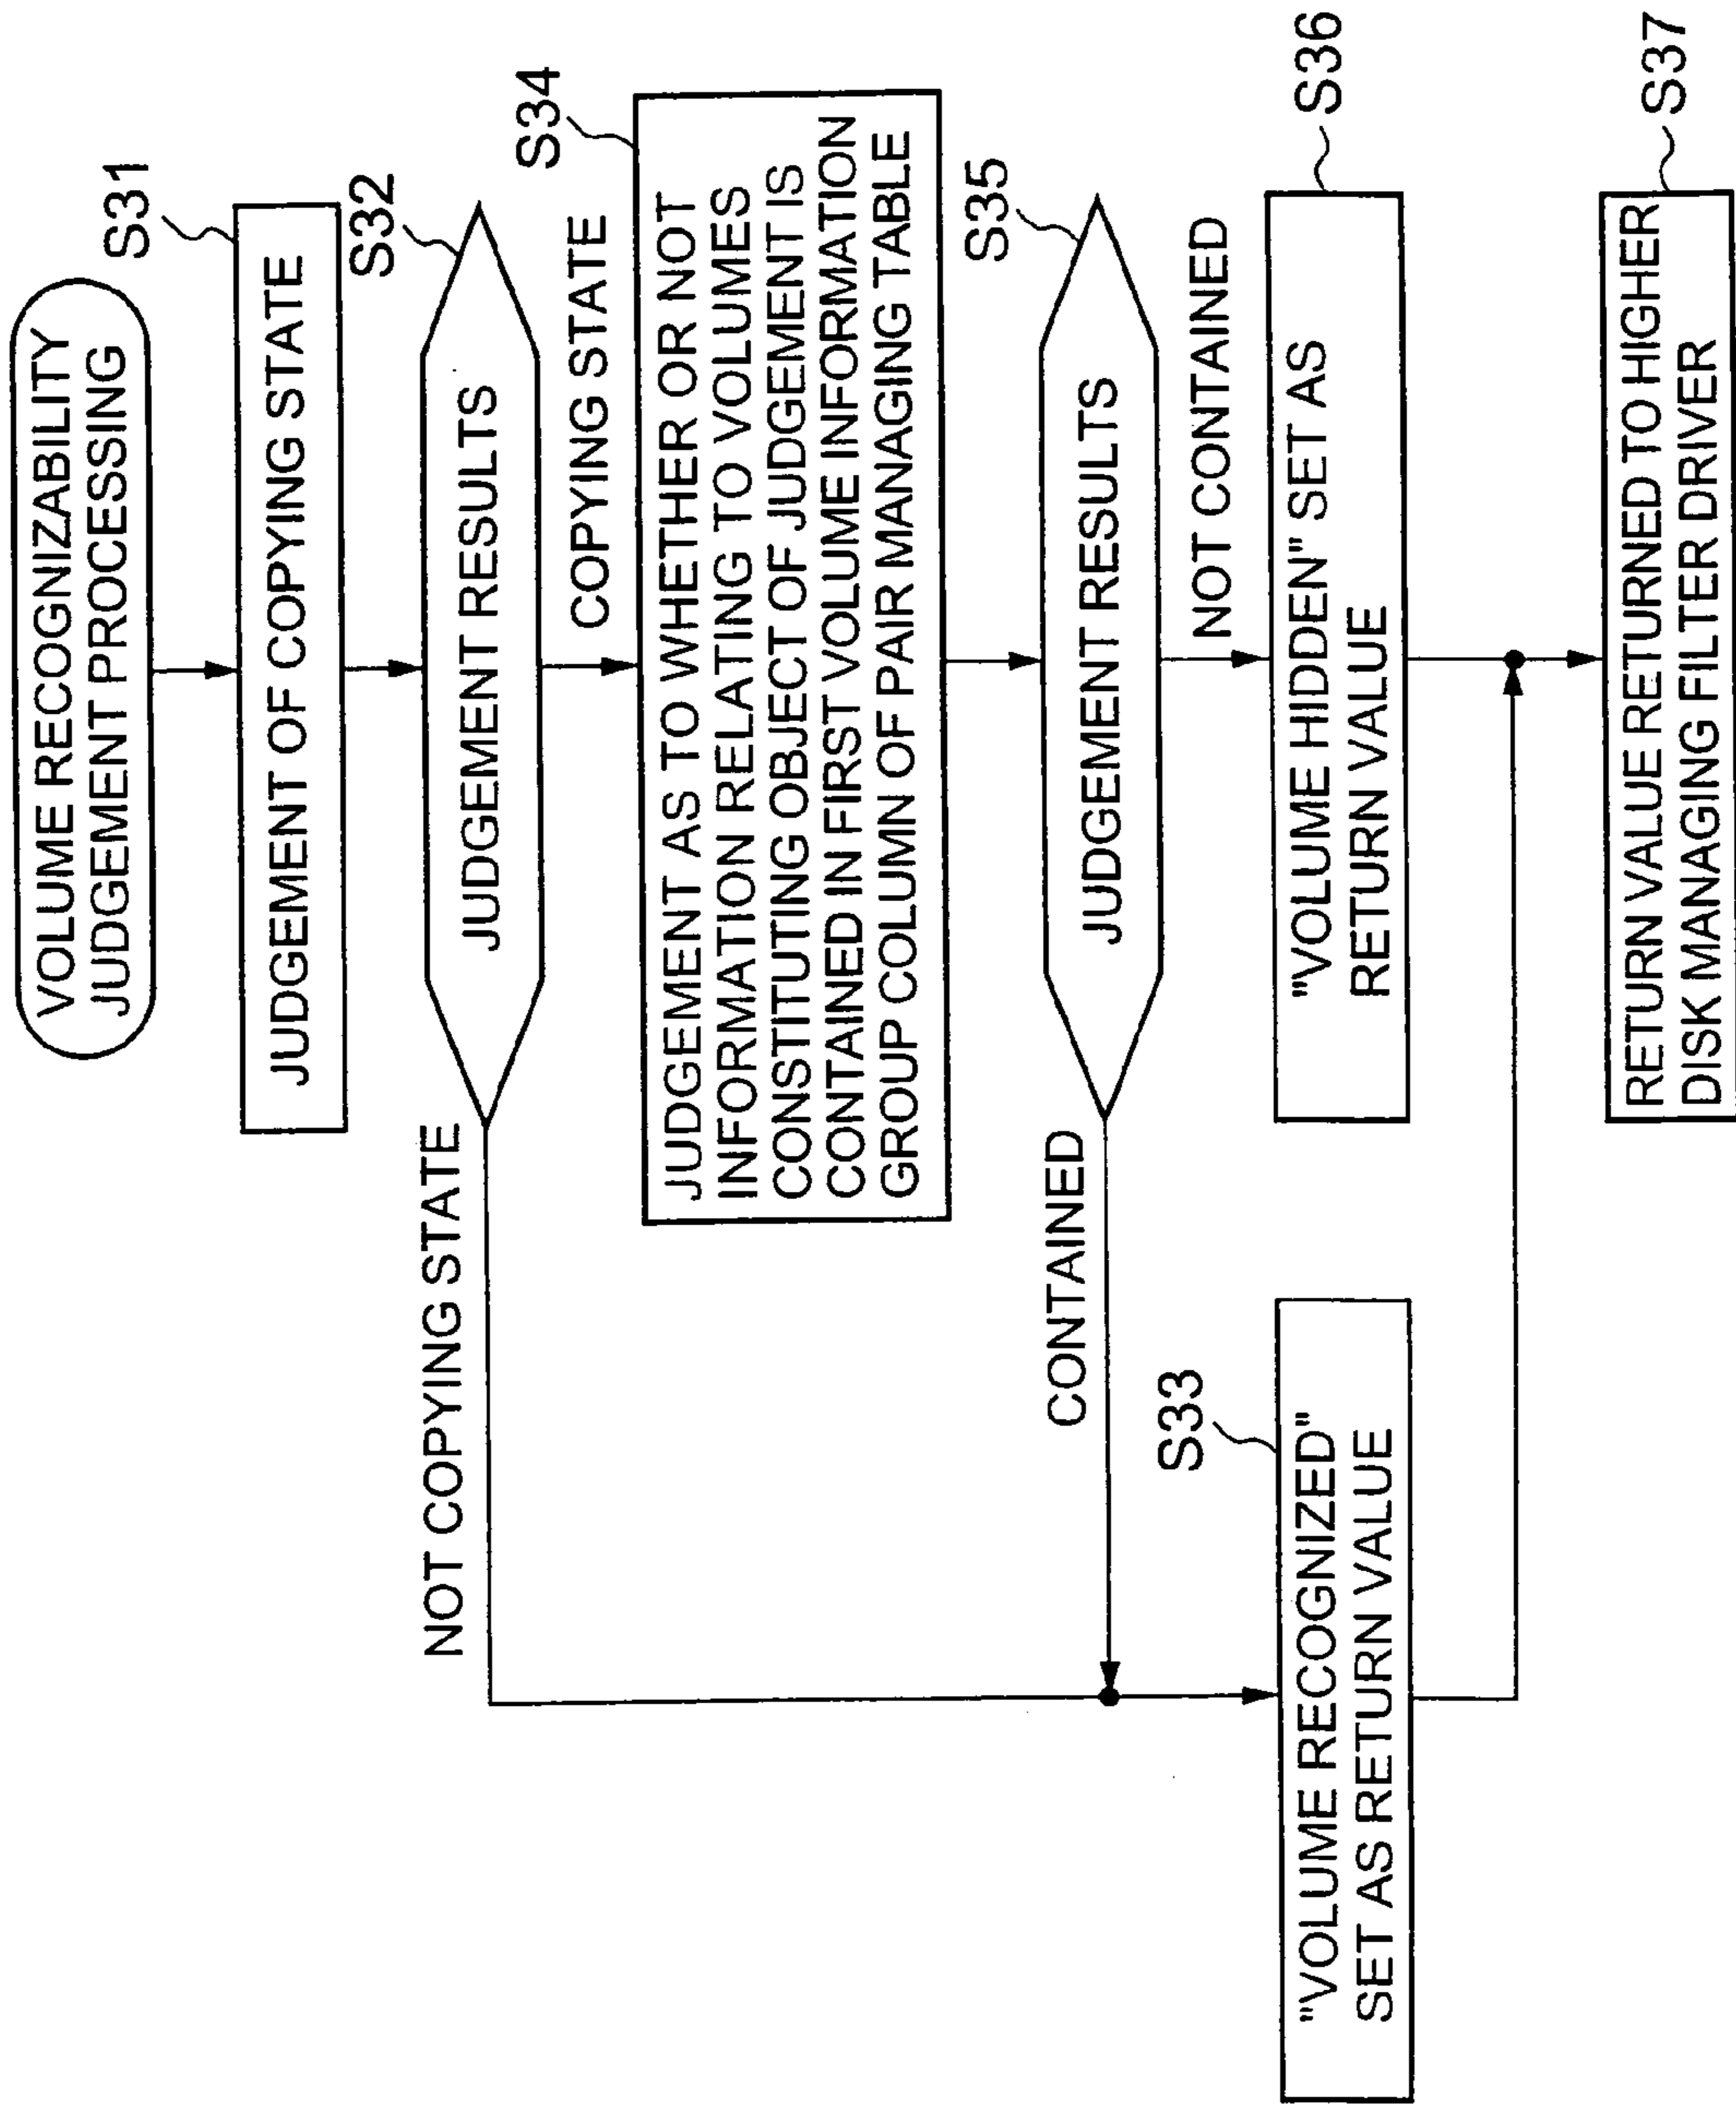 VOLUME RECOGNIZABILITY
JUDGEMENT PROCESSING
S31
JUDGEMENT OF COPYING STATE
S32
JUDGEMENT RESULTS
NOT COPYING STATE
COPYING STATE
S34
JUDGEMENT AS TO WHETHER OR NOT
INFORMATION RELATING TO VOLUMES
CONSTITUTING OBJECT OF JUDGEMENT IS
CONTAINED IN FIRST VOLUME INFORMATION
GROUP COLUMN OF PAIR MANAGING TABLE
S35
JUDGEMENT RESULTS
CONTAINED
NOT CONTAINED
S33
"VOLUME RECOGNIZED"
SET AS RETURN VALUE
S36
"VOLUME HIDDEN" SET AS
RETURN VALUE
S37
RETURN VALUE RETURNED TO HIGHER
DISK MANAGING FILTER DRIVER